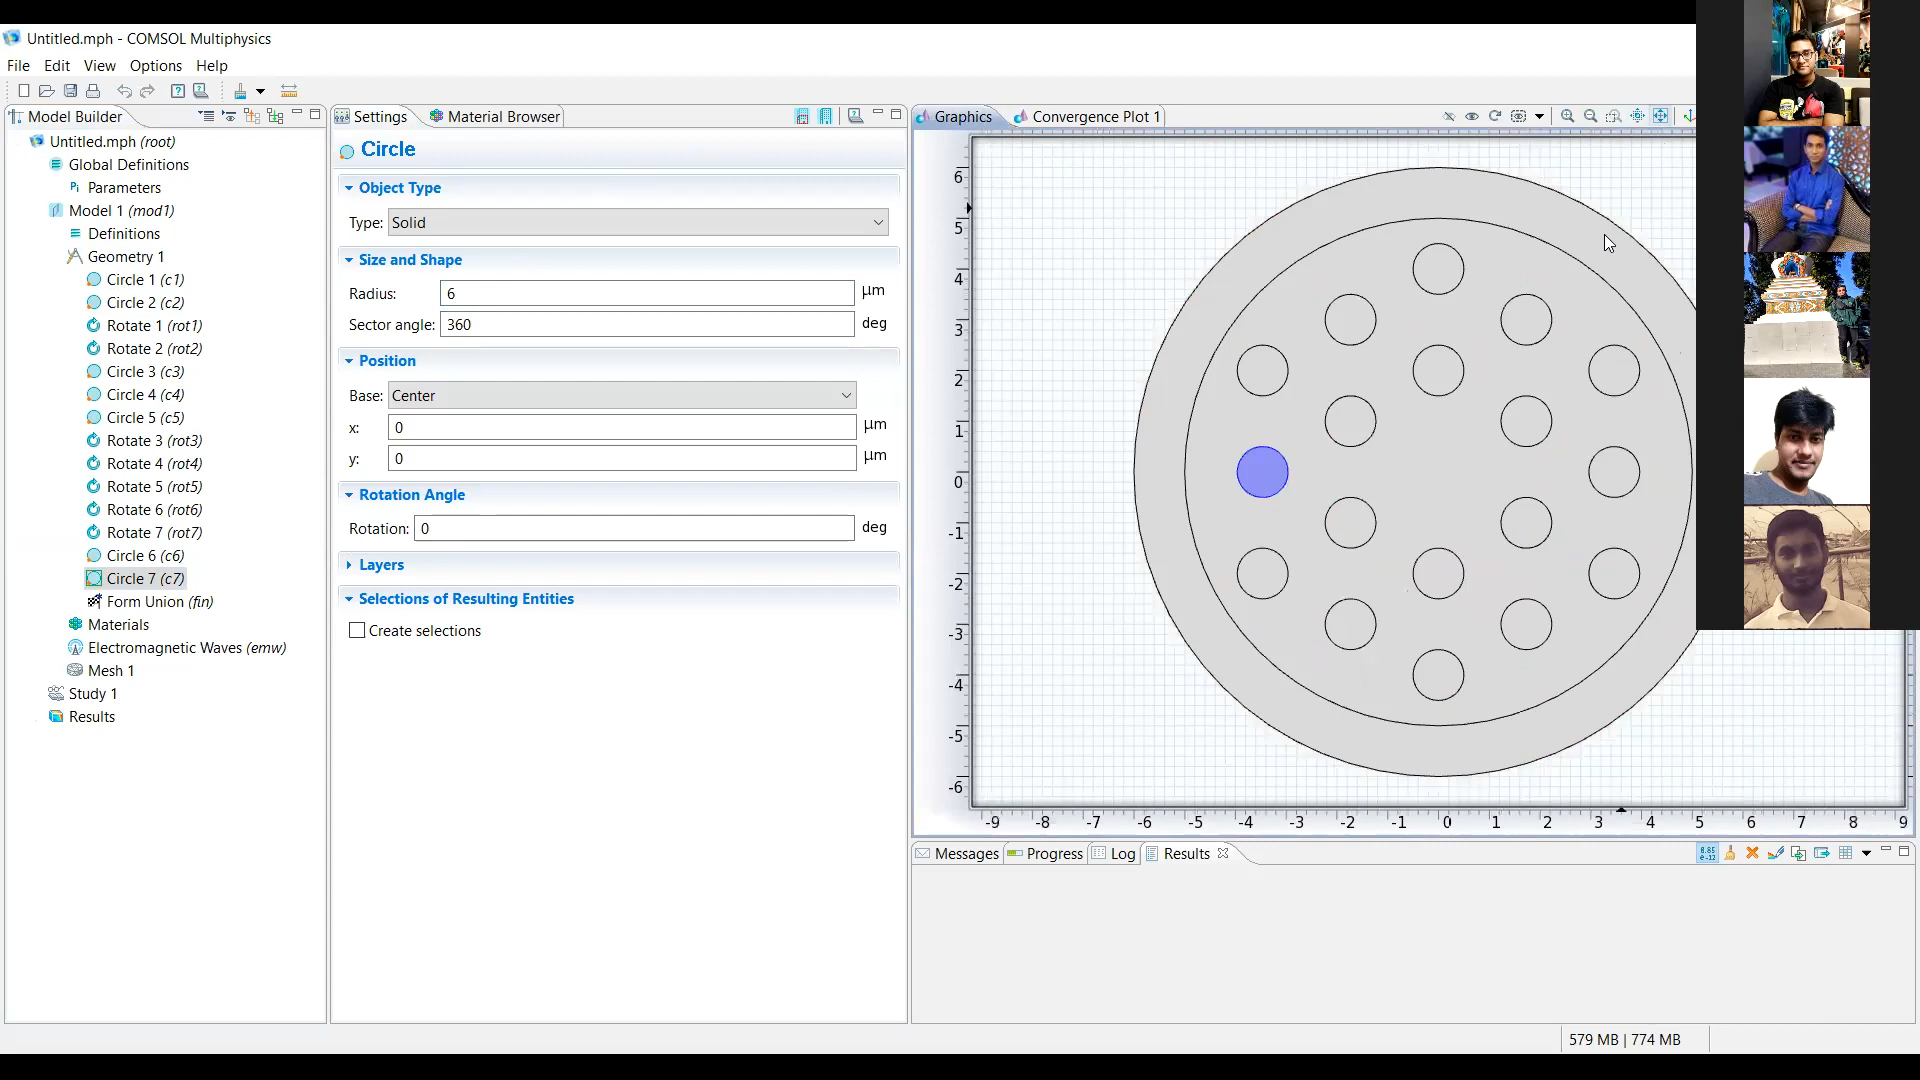 Untitled.mph - COMSOL Multiphysics
File Edit View Options Help
Model Builder
Untitled.mph (root)
Global Definitions
Pi Parameters
Model 1 (mod1)
Definitions
Geometry 1
Circle 1 (c1)
Circle 2 (c2)
Rotate 1 (rot1)
Rotate 2 (rot2)
Circle 3 (c3)
Circle 4 (c4)
Circle 5 (c5)
Rotate 3 (rot3)
Rotate 4 (rot4)
Rotate 5 (rot5)
Rotate 6 (rot6)
Rotate 7 (rot7)
Circle 6 (c6)
Circle 7 (c7)
Form Union (fin)
Materials
Electromagnetic Waves (emw)
Mesh 1
Study 1
Results
Settings Material Browser
Circle
Object Type
Type: Solid
Size and Shape
Radius: 6 µm
Sector angle: 360 deg
Position
Base: Center
x: 0 µm
y: 0 µm
Rotation Angle
Rotation: 0 deg
Layers
Selections of Resulting Entities
Create selections
Graphics Convergence Plot 1
6
5
4
3
2
1
0
-1
-2
-3
-4
-5
-6
-9 -8 -7 -6 -5 -4 -3 -2 -1 0 1 2 3 4 5 6 7 8 9
Messages Progress Log Results
8.85
e-12
579 MB | 774 MB